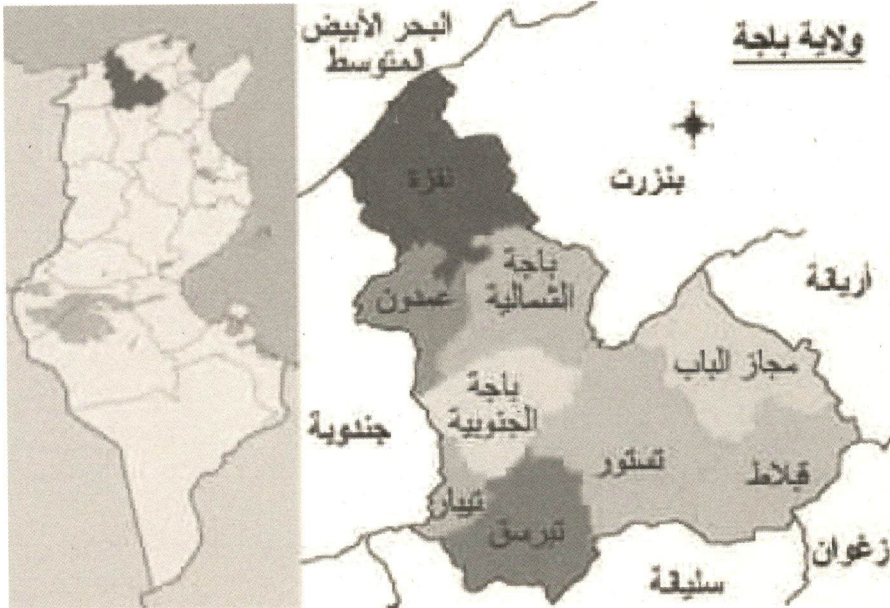 ولاية باجة
البحر الأبيض
المتوسط
نفزة
بنزرت
باجة
الشمالية
عمدون
أريانة
مجاز الباب
باجة
الجنوبية
جندوبة
تستور
قبلاط
تيبار
تبرسق
زغوان
سليانة